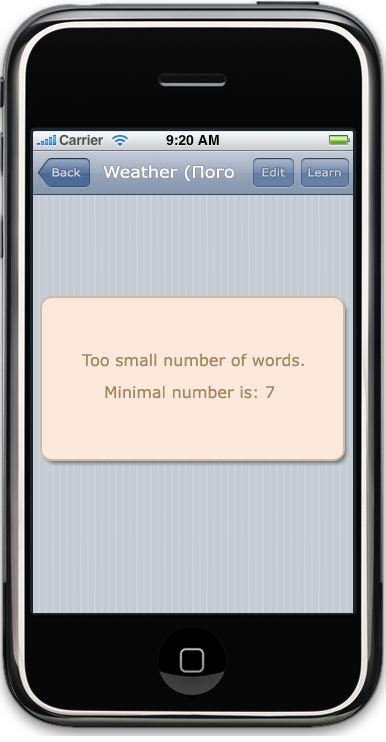 Carrier 9:20 AM
Back Weather (Пого Edit Learn
Too small number of words.
Minimal number is: 7